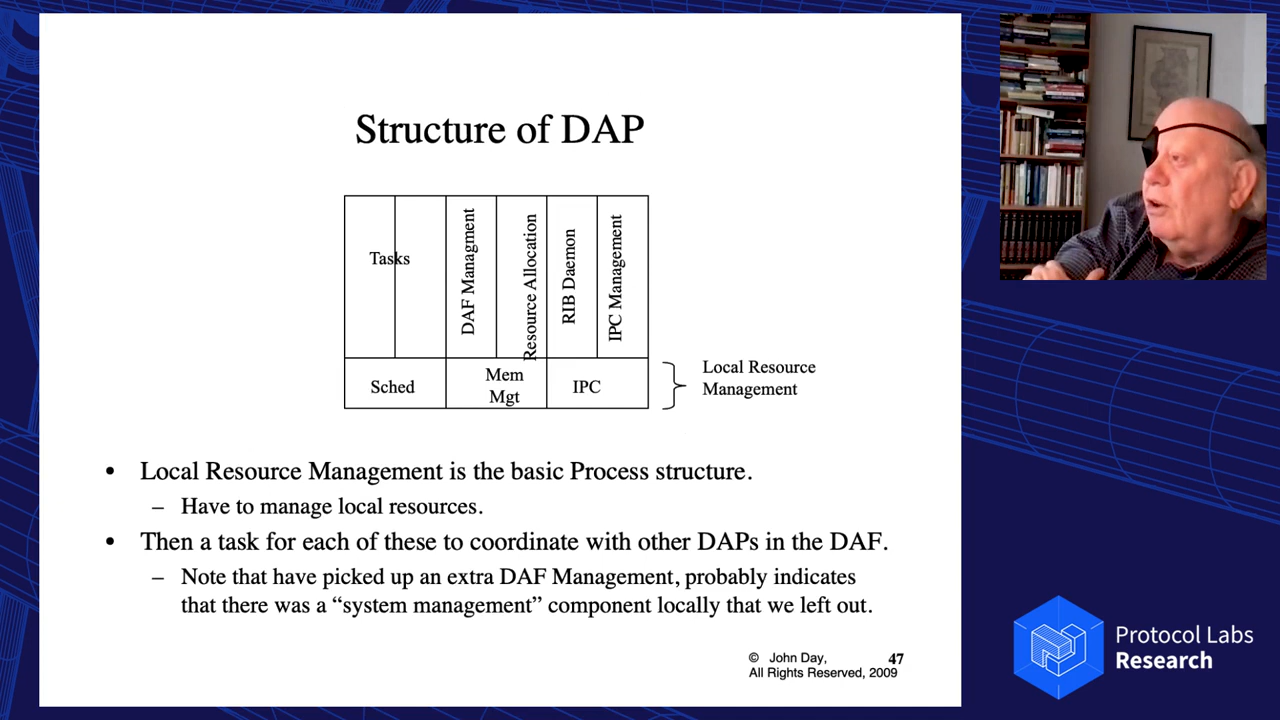 Structure of DAP
Tasks
DAF Managment
Resource Allocation
RIB Daemon
IPC Management
Sched
Mem
Mgt
IPC
Local Resource
Management
• Local Resource Management is the basic Process structure.
– Have to manage local resources.
• Then a task for each of these to coordinate with other DAPs in the DAF.
– Note that have picked up an extra DAF Management, probably indicates
that there was a “system management” component locally that we left out.
© John Day, 47
All Rights Reserved, 2009
Protocol Labs
Research